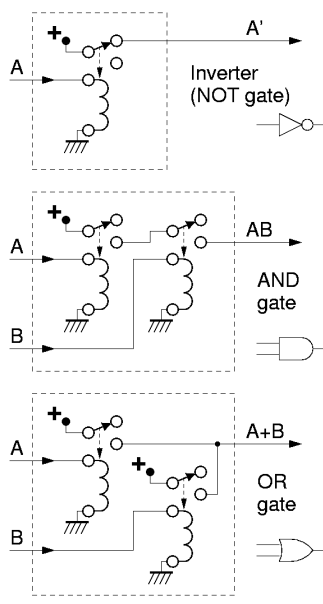 +
A'
A
Inverter
(NOT gate)
+
AB
A
AND
gate
B
+
A+B
A
+
OR
gate
B